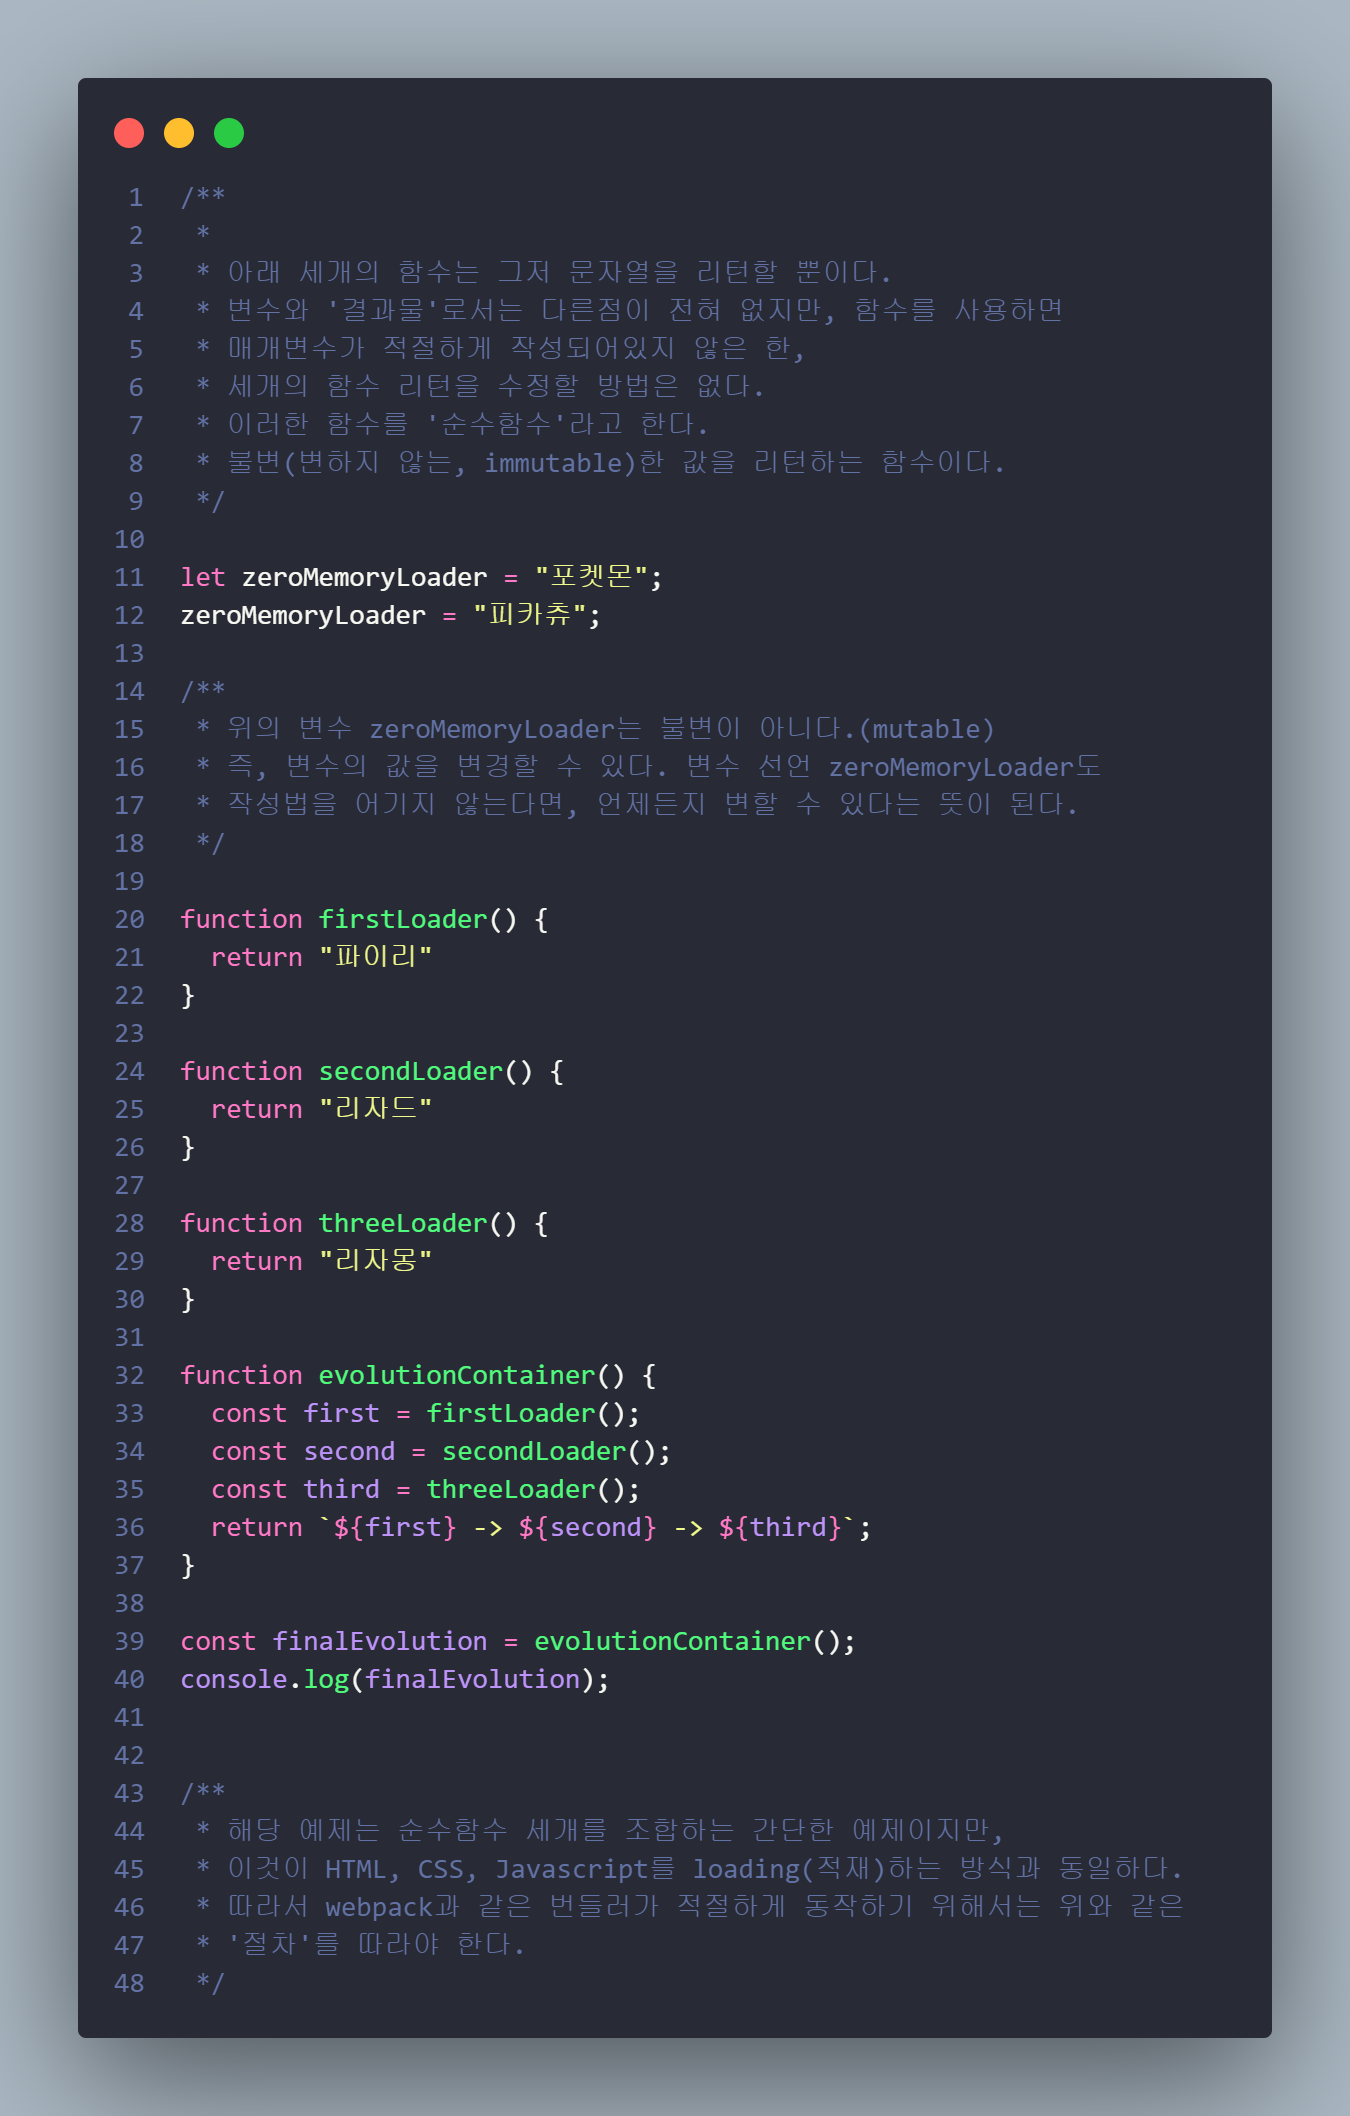 1 /**
2  *
3  * 아래 세개의 함수는 그저 문자열을 리턴할 뿐이다.
4  * 변수와 '결과물'로서는 다른점이 전혀 없지만, 함수를 사용하면
5  * 매개변수가 적절하게 작성되어있지 않은 한,
6  * 세개의 함수 리턴을 수정할 방법은 없다.
7  * 이러한 함수를 '순수함수'라고 한다.
8  * 불변(변하지 않는, immutable)한 값을 리턴하는 함수이다.
9  */
10
11 let zeroMemoryLoader = "포켓몬";
12 zeroMemoryLoader = "피카츄";
13
14 /**
15  * 위의 변수 zeroMemoryLoader는 불변이 아니다.(mutable)
16  * 즉, 변수의 값을 변경할 수 있다. 변수 선언 zeroMemoryLoader도
17  * 작성법을 어기지 않는다면, 언제든지 변할 수 있다는 뜻이 된다.
18  */
19
20 function firstLoader() {
21   return "파이리"
22 }
23
24 function secondLoader() {
25   return "리자드"
26 }
27
28 function threeLoader() {
29   return "리자몽"
30 }
31
32 function evolutionContainer() {
33   const first = firstLoader();
34   const second = secondLoader();
35   const third = threeLoader();
36   return `${first} -> ${second} -> ${third}`;
37 }
38
39 const finalEvolution = evolutionContainer();
40 console.log(finalEvolution);
41
42
43 /**
44  * 해당 예제는 순수함수 세개를 조합하는 간단한 예제이지만,
45  * 이것이 HTML, CSS, Javascript를 loading(적재)하는 방식과 동일하다.
46  * 따라서 webpack과 같은 번들러가 적절하게 동작하기 위해서는 위와 같은
47  * '절차'를 따라야 한다.
48  */